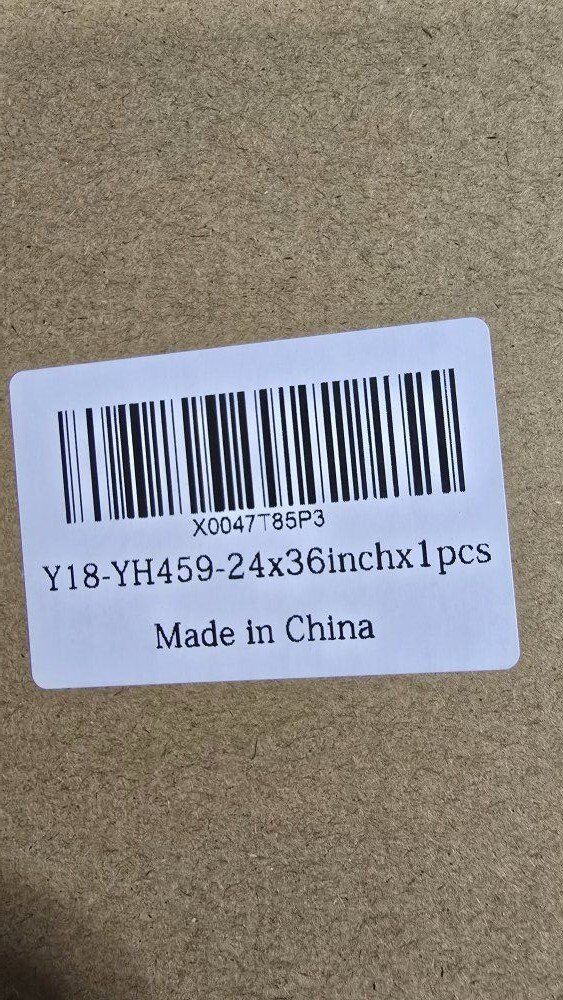 X0047T85P3
Y18-YH459-24x36inchx1pcs
Made in China